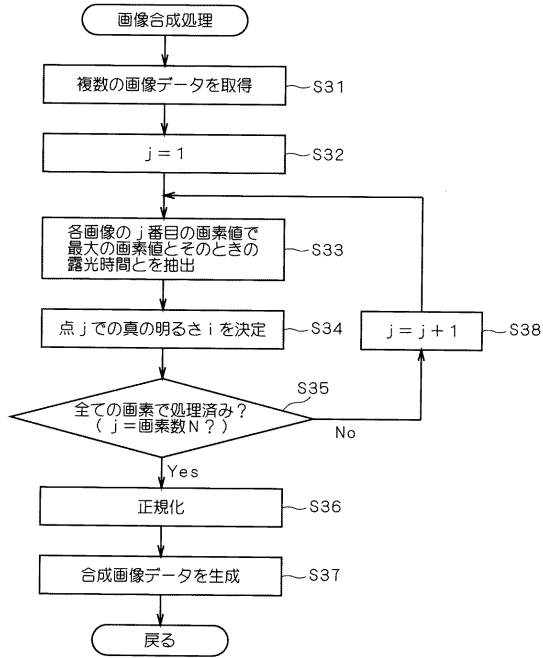 画像合成処理
複数の画像データを取得
S31
j=1
S32
各画像のj番目の画素値で
最大の画素値とそのときの
露光時間とを抽出
S33
点jでの真の明るさiを決定
S34
j=j+1
S38
S35
全ての画素で処理済み?
(j=画素数N?)
No
Yes
正規化
S36
合成画像データを生成
S37
戻る